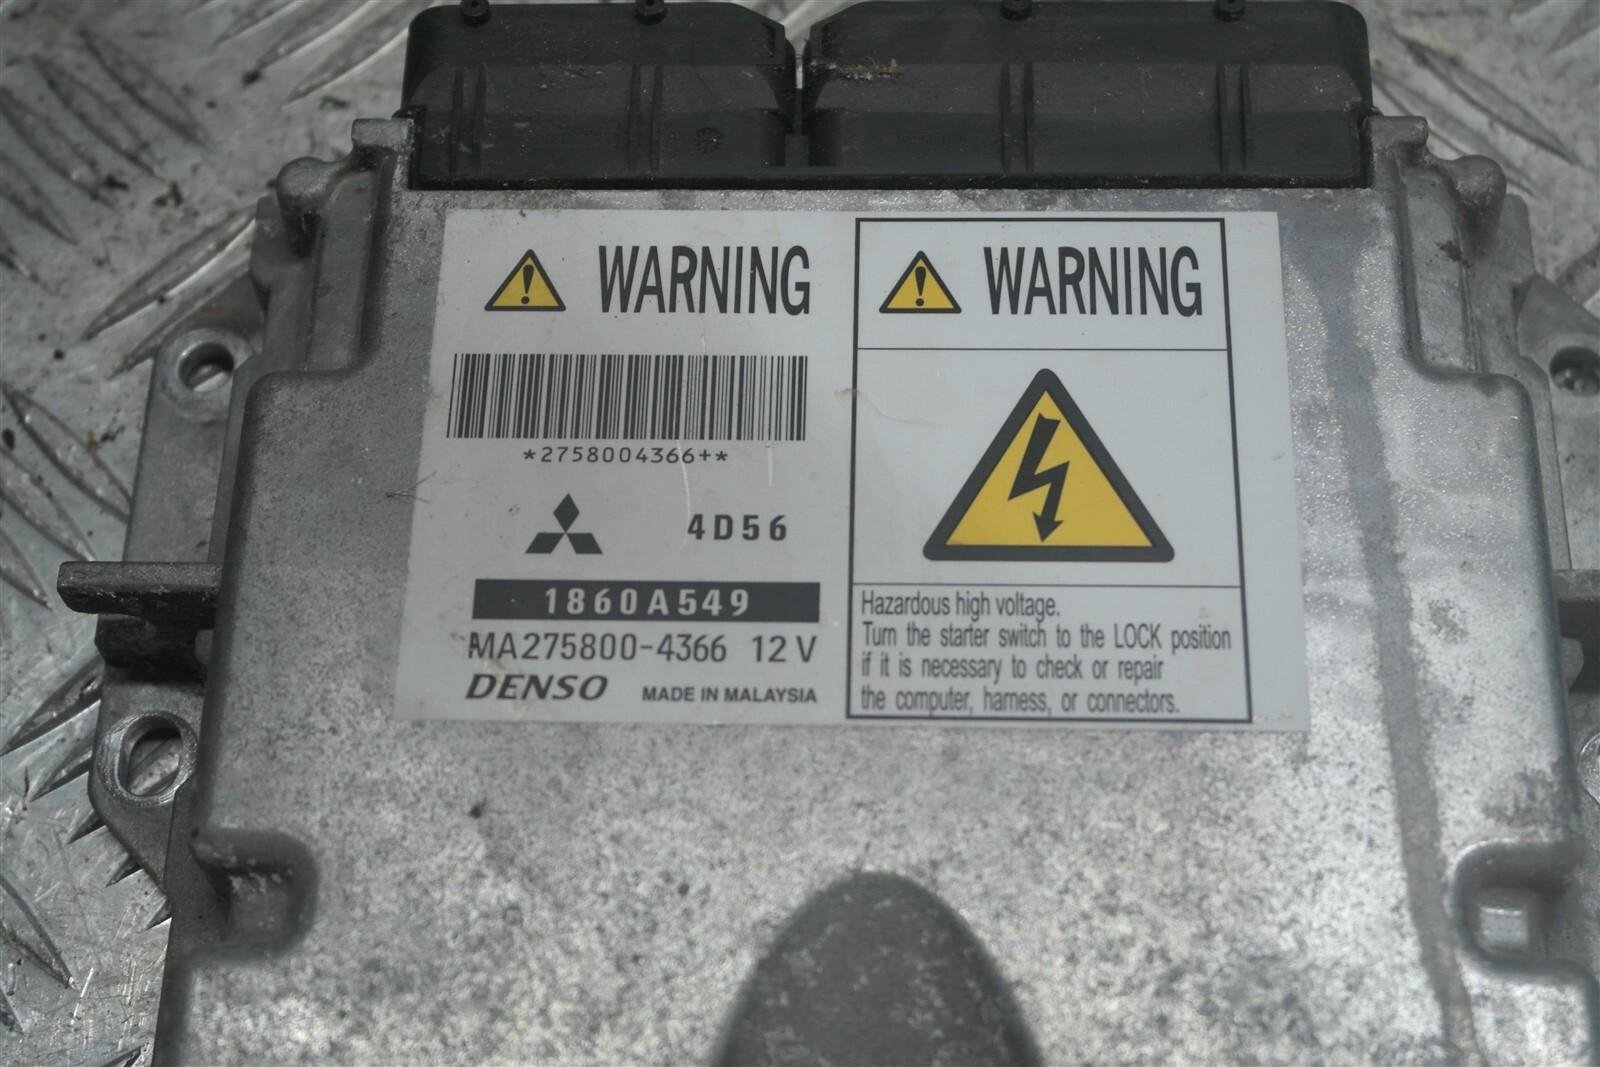 WARNING
*2758004366+*
4D56
1860A549
MA275800-4366 12V
DENSO MADE IN MALAYSIA
WARNING
Hazardous high voltage.
Turn the starter switch to the LOCK position
if it is necessary to check or repair
the computer, harness, or connectors.